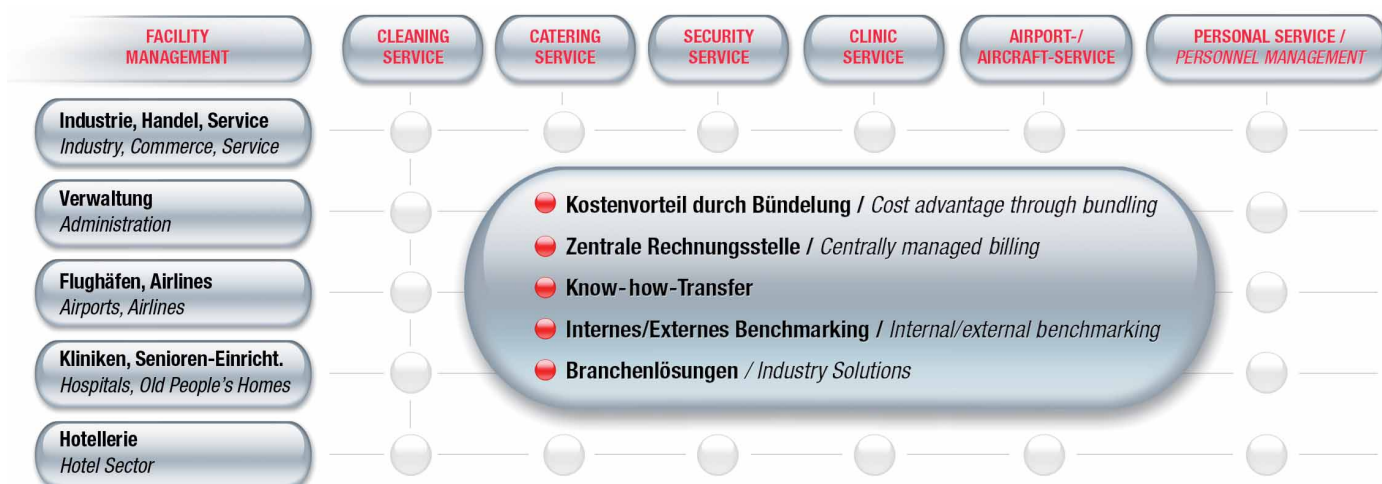 FACILITY
MANAGEMENT
CLEANING
SERVICE
CATERING
SERVICE
SECURITY
SERVICE
CLINIC
SERVICE
AIRPORT-/
AIRCRAFT-SERVICE
PERSONAL SERVICE /
PERSONNEL MANAGEMENT
Industrie, Handel, Service
Industry, Commerce, Service
Verwaltung
Administration
Flughäfen, Airlines
Airports, Airlines
Kliniken, Senioren-Einricht.
Hospitals, Old People's Homes
Hotellerie
Hotel Sector
Kostenvorteil durch Bündelung / Cost advantage through bundling
Zentrale Rechnungsstelle / Centrally managed billing
Know-how-Transfer
Internes/Externes Benchmarking / Internal/external benchmarking
Branchenlösungen / Industry Solutions